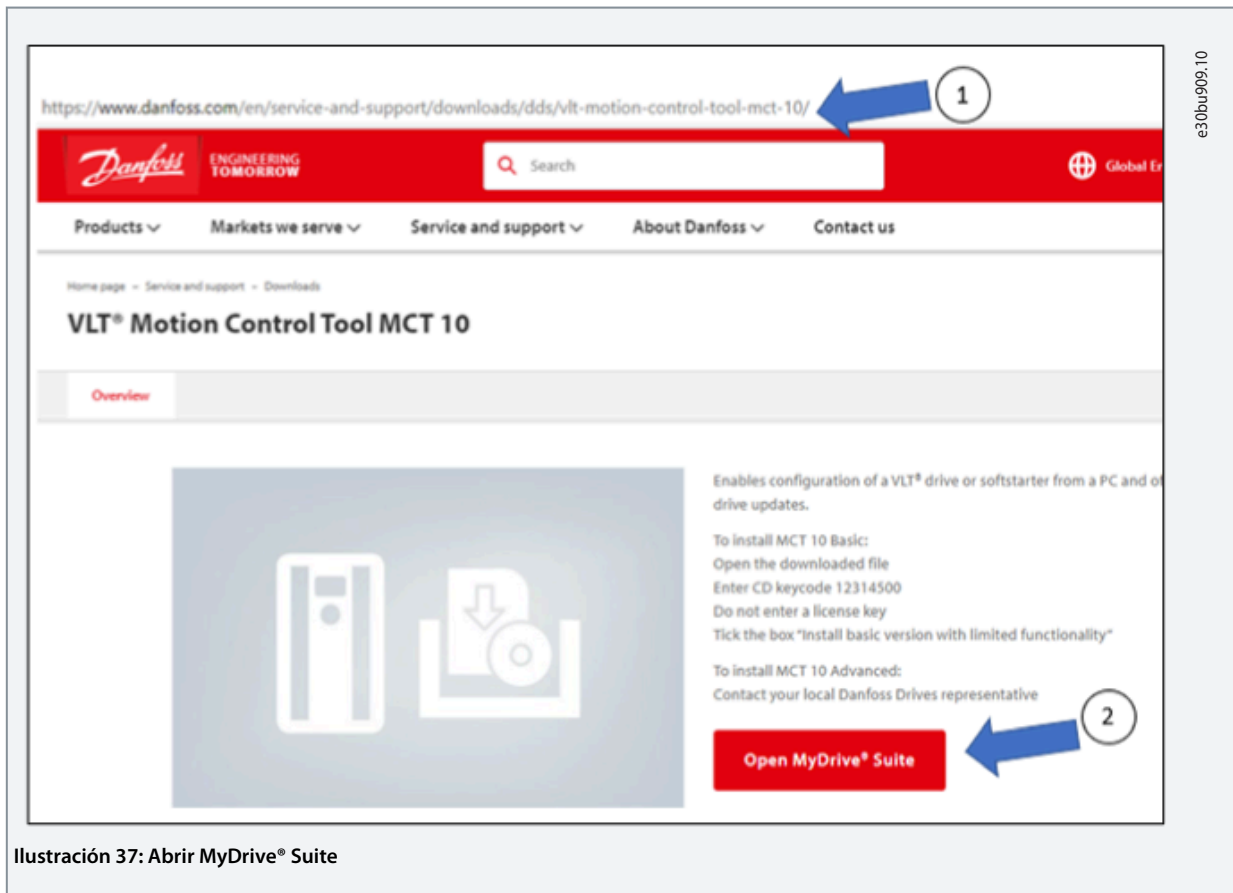 e30bu909.10
https://www.danfoss.com/en/service-and-support/downloads/dds/vlt-motion-control-tool-mct-10/
1
Danfoss
ENGINEERING
TOMORROW
Search
Global
Products
Markets we serve
Service and support
About Danfoss
Contact us
Home page – Service and support – Downloads
VLT® Motion Control Tool MCT 10
Overview
Enables configuration of a VLT® drive or softstarter from a PC and
drive updates.
To install MCT 10 Basic:
Open the downloaded file
Enter CD keycode 12314500
Do not enter a license key
Tick the box "Install basic version with limited functionality"
To install MCT 10 Advanced:
Contact your local Danfoss Drives representative
2
Open MyDrive® Suite
Ilustración 37: Abrir MyDrive® Suite